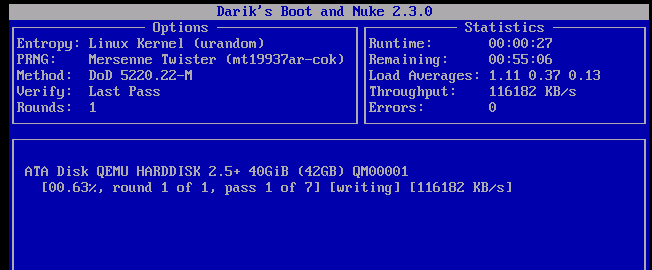 Darik's Boot and Nuke 2.3.0
Options
Entropy: Linux Kernel (urandom)
PRNG: Mersenne Twister (mt19937ar-cok)
Method: DoD 5220.22-M
Verify: Last Pass
Rounds: 1
Statistics
Runtime: 00:00:27
Remaining: 00:55:06
Load Averages: 1.11 0.37 0.13
Throughput: 116182 KB/s
Errors: 0
ATA Disk QEMU HARDDISK 2.5+ 40GiB (42GB) QM00001
[00.63%, round 1 of 1, pass 1 of 7] [writing] [116182 KB/s]